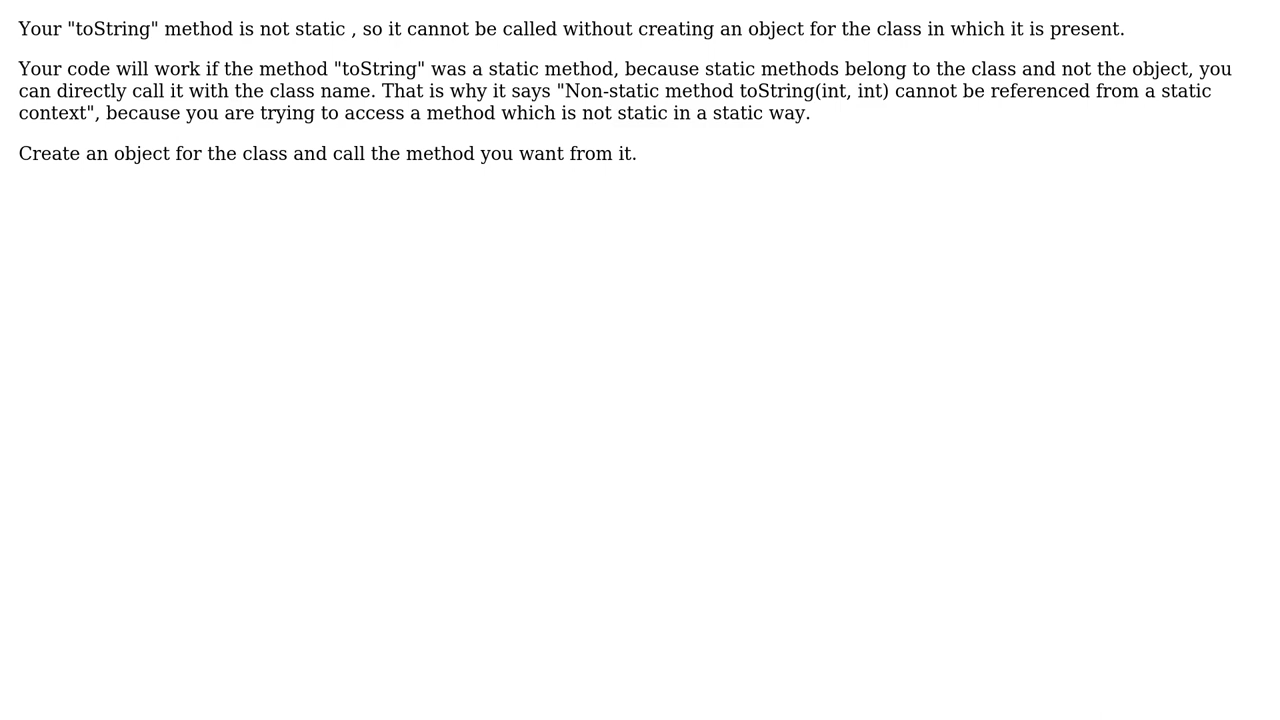 Your "toString" method is not static , so it cannot be called without creating an object for the class in which it is present.
Your code will work if the method "toString" was a static method, because static methods belong to the class and not the object, you
can directly call it with the class name. That is why it says "Non-static method toString(int, int) cannot be referenced from a static
context", because you are trying to access a method which is not static in a static way.
Create an object for the class and call the method you want from it.